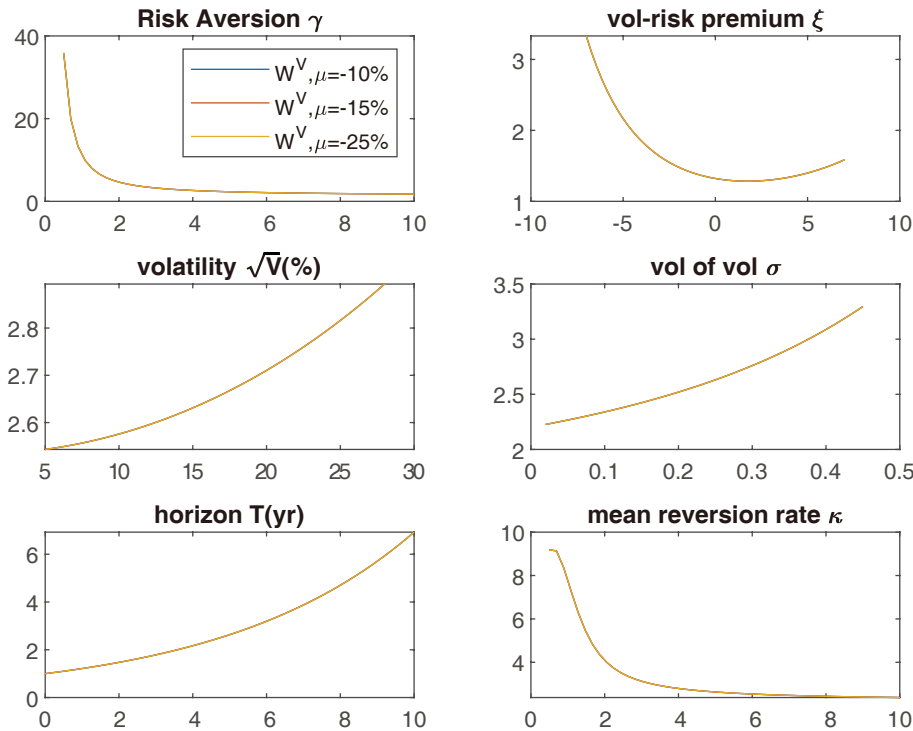 Risk Aversion γ
40
20
0
0 2 4 6 8 10
W^V,μ=-10%
W^V,μ=-15%
W^V,μ=-25%
vol-risk premium ξ
3
2
1
-10 -5 0 5 10
volatility √V(%)
2.8
2.7
2.6
5 10 15 20 25 30
vol of vol σ
3.5
3
2.5
2
0 0.1 0.2 0.3 0.4 0.5
horizon T(yr)
6
4
2
0
0 2 4 6 8 10
mean reversion rate κ
10
8
6
4
0 2 4 6 8 10